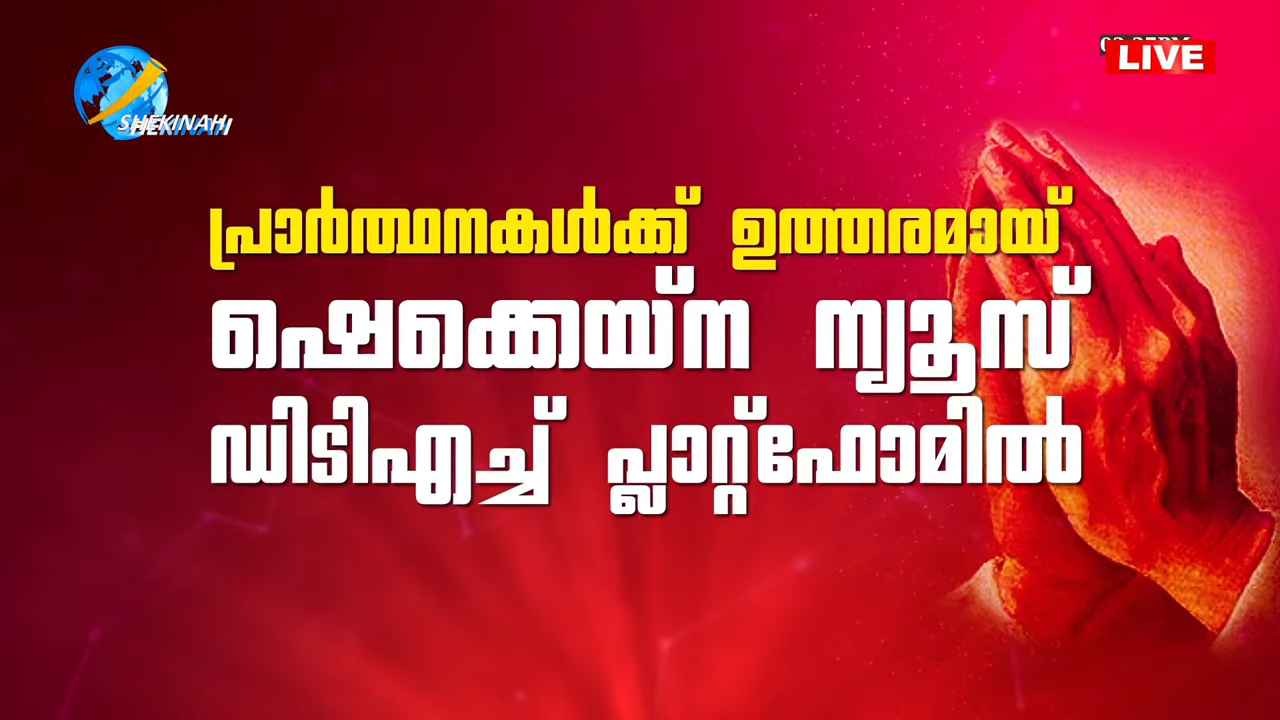 SHEKINAH
LIVE
പ്രാർത്ഥനകൾക്ക് ഉത്തരമായ്
ഷെക്കെയ്ന ന്യൂസ്
ഡിടിഎച്ച് പ്ലാറ്റ്ഫോമിൽ